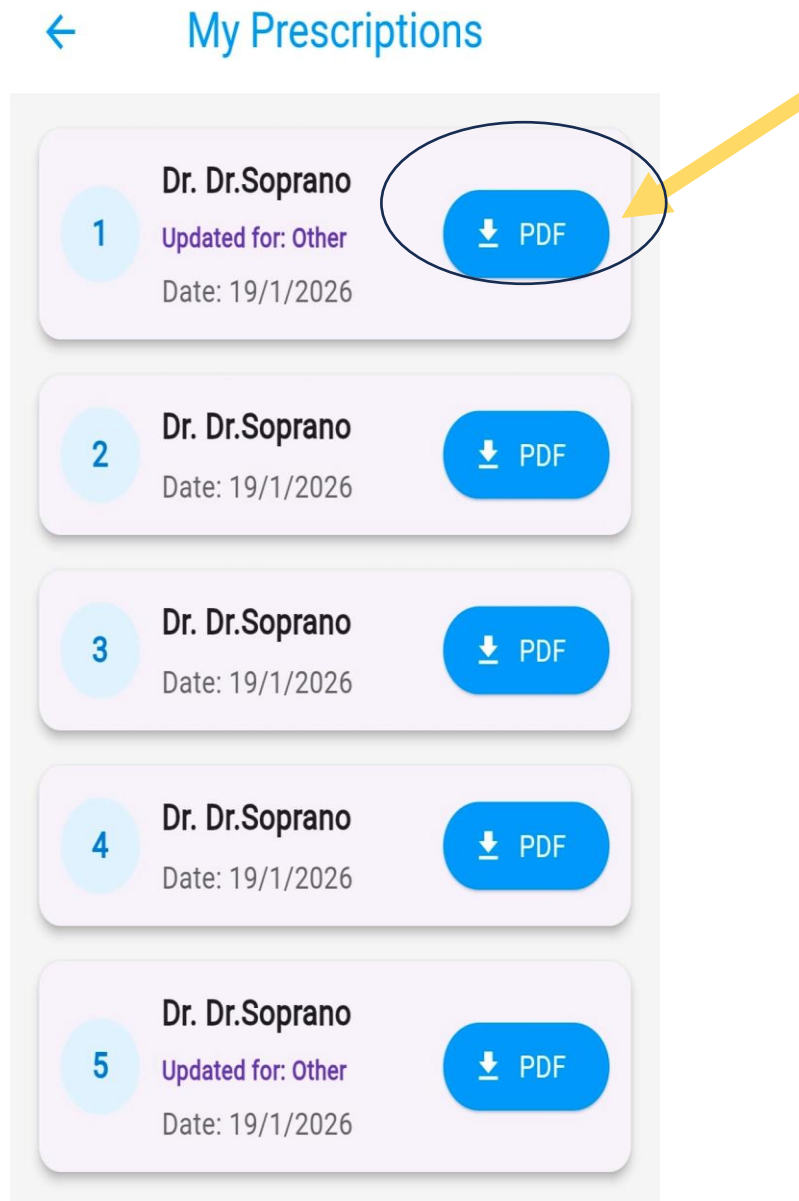 My Prescriptions
Dr. Dr.Soprano
1
Updated for: Other
PDF
Date: 19/1/2026
Dr. Dr.Soprano
2
PDF
Date: 19/1/2026
Dr. Dr.Soprano
3
PDF
Date: 19/1/2026
Dr. Dr.Soprano
4
PDF
Date: 19/1/2026
Dr. Dr.Soprano
5
Updated for: Other
PDF
Date: 19/1/2026